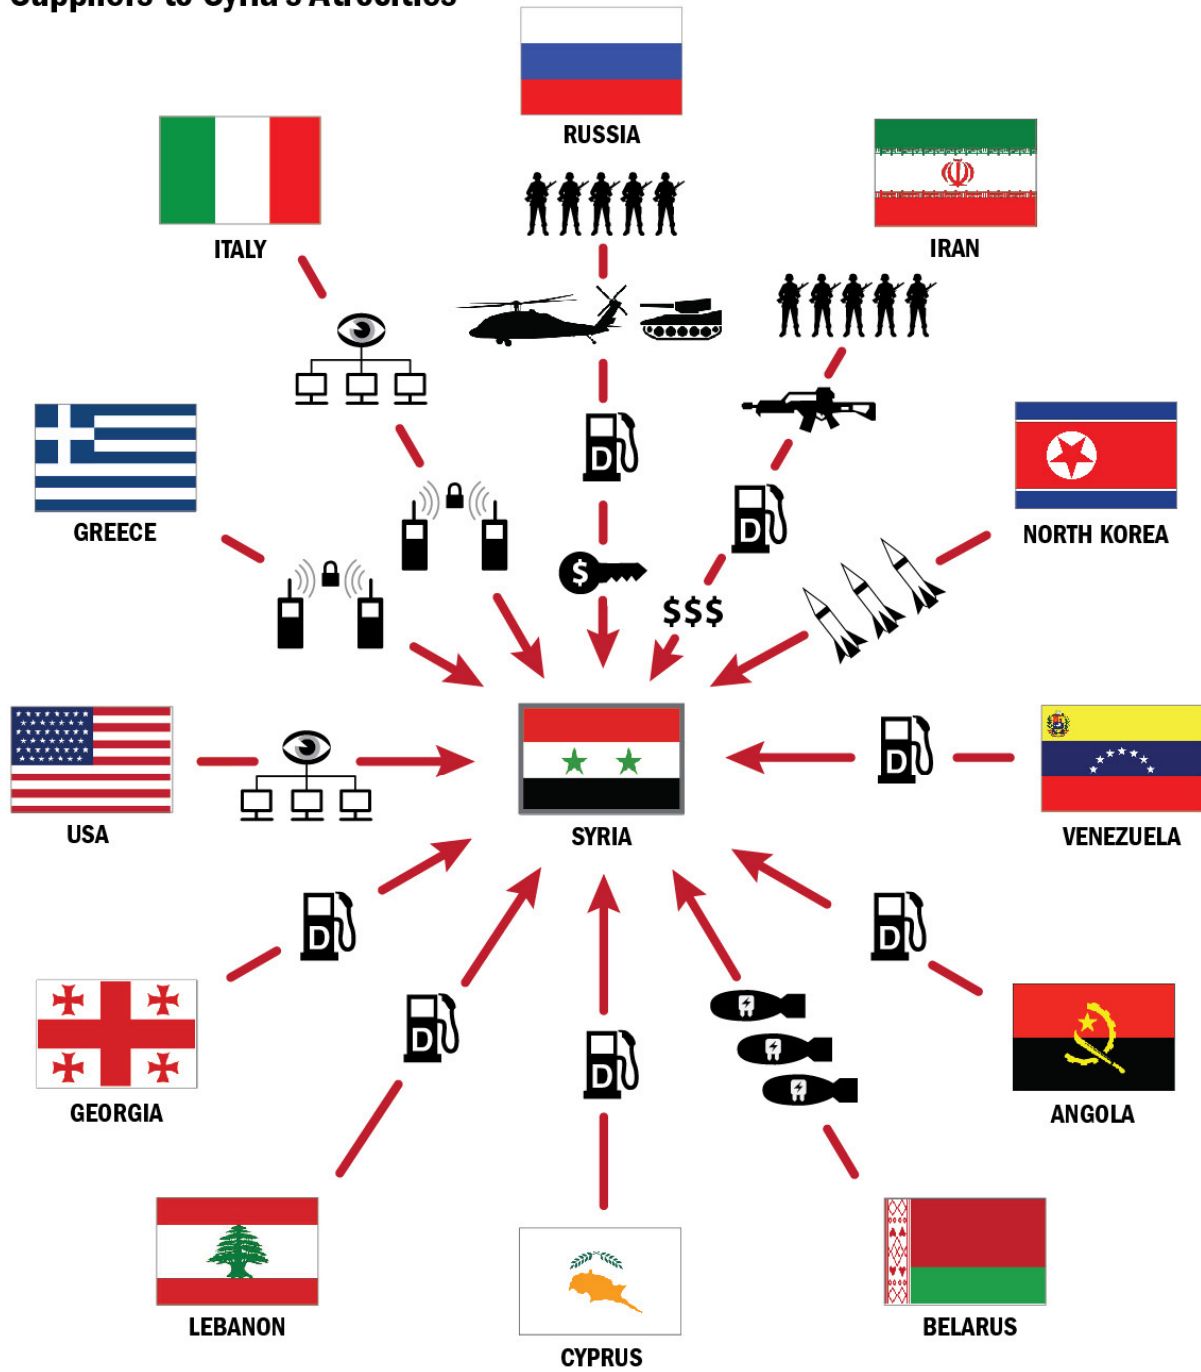 Suppliers to Syria's Atrocities
RUSSIA
ITALY
IRAN
D
GREECE
NORTH KOREA
D
$
$$$
USA
SYRIA
D
VENEZUELA
D
D
GEORGIA
D
D
ANGOLA
LEBANON
CYPRUS
BELARUS